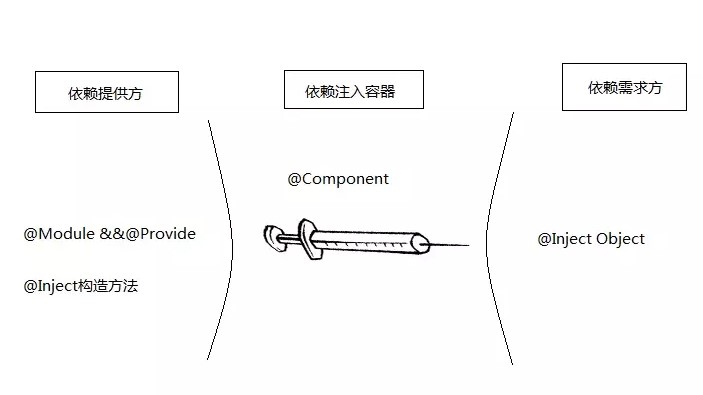 依赖提供方
依赖注入容器
依赖需求方
@Component
@Module &&@Provide
@Inject Object
@Inject构造方法